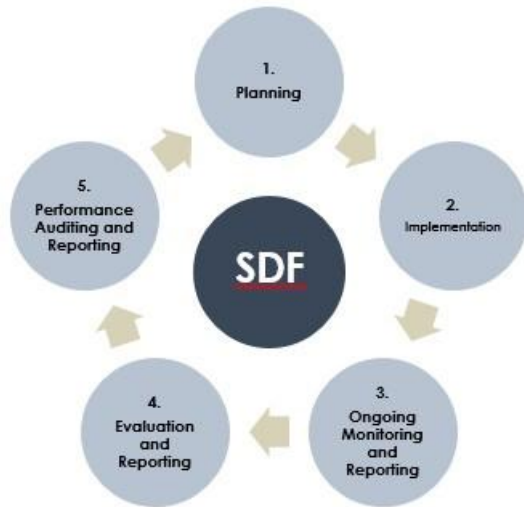 1.
Planning
2.
Implementation
3.
Ongoing
Monitoring
and
Reporting
4.
Evaluation
and
Reporting
5.
Performance
Auditing and
Reporting
SDF